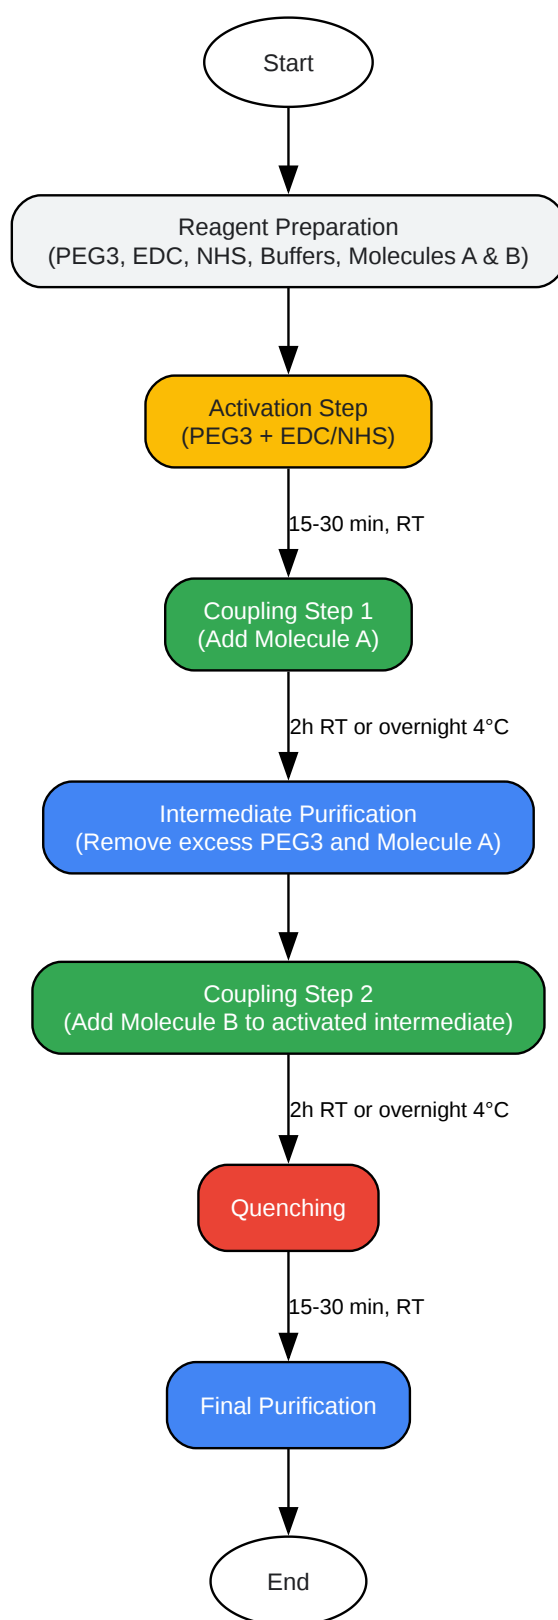 Start
Reagent Preparation
(PEG3, EDC, NHS, Buffers, Molecules A & B)
Activation Step
(PEG3 + EDC/NHS)
15-30 min, RT
Coupling Step 1
(Add Molecule A)
2h RT or overnight 4°C
Intermediate Purification
(Remove excess PEG3 and Molecule A)
Coupling Step 2
(Add Molecule B to activated intermediate)
2h RT or overnight 4°C
Quenching
15-30 min, RT
Final Purification
End